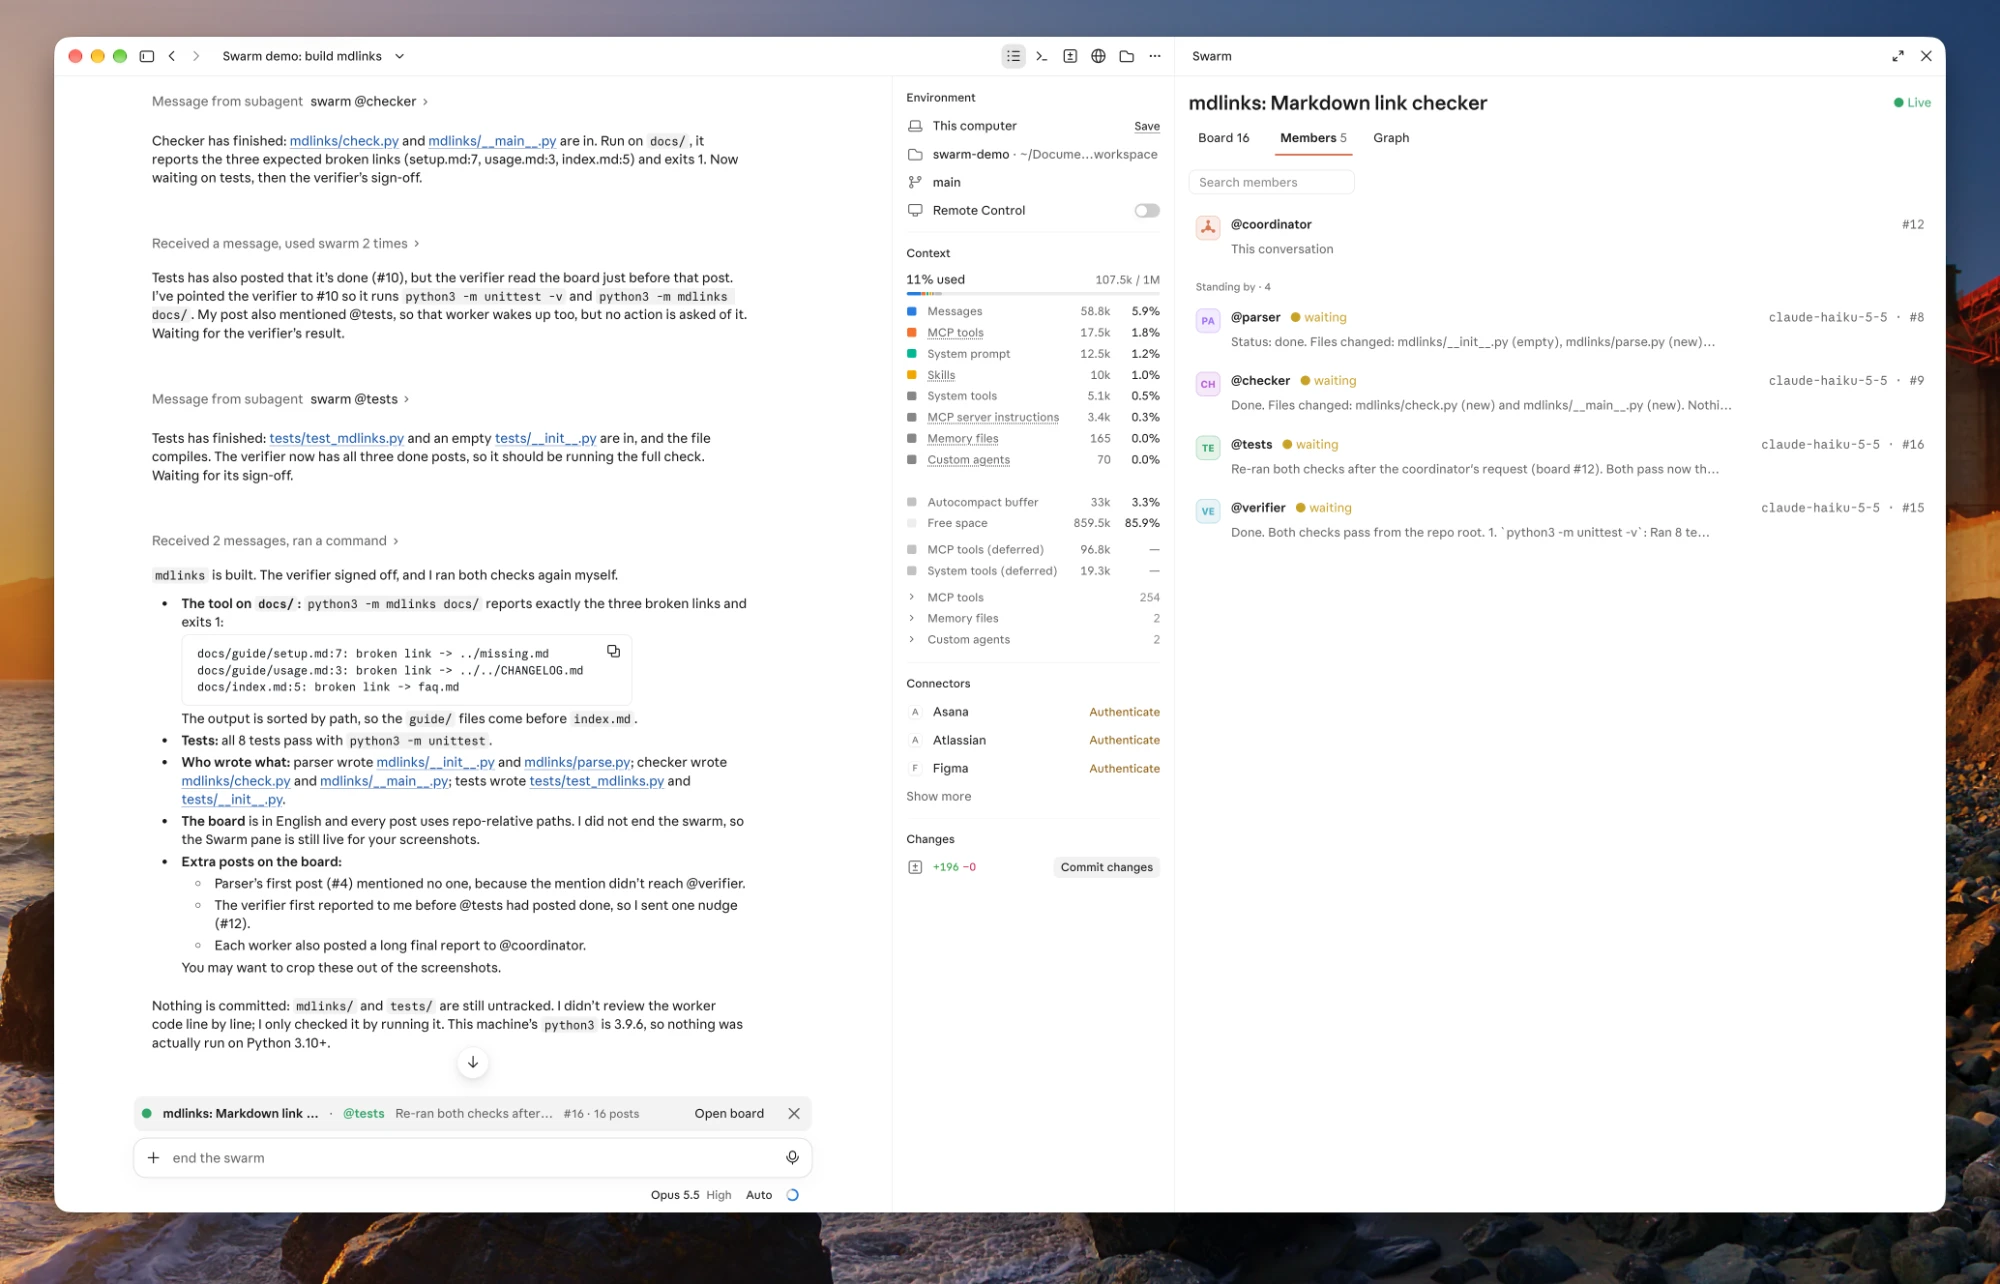 Swarm demo: build mdlinks
Message from subagent swarm @checker
Checker has finished: mdlinks/check.py and mdlinks/__main__.py are in. Run on docs/, it
reports the three expected broken links (setup.md:7, usage.md:3, index.md:5) and exits 1. Now
waiting on tests, then the verifier's sign-off.
Received a message, used swarm 2 times
Tests has also posted that it's done (#10), but the verifier read the board just before that post.
I've pointed the verifier to #10 so it runs python3 -m unittest -v and python3 -m mdlinks
docs/. My post also mentioned @tests, so that worker wakes up too, but no action is asked of it.
Waiting for the verifier's result.
Message from subagent swarm @tests
Tests has finished: tests/test_mdlinks.py and an empty tests/__init__.py are in, and the file
compiles. The verifier now has all three done posts, so it should be running the full check.
Waiting for its sign-off.
Received 2 messages, ran a command
mdlinks is built. The verifier signed off, and I ran both checks again myself.
• The tool on docs/: python3 -m mdlinks docs/ reports exactly the three broken links and
exits 1:
docs/guide/setup.md:7: broken link -> ../missing.md
docs/guide/usage.md:3: broken link -> ../../CHANGELOG.md
docs/index.md:5: broken link -> faq.md
The output is sorted by path, so the guide/ files come before index.md.
• Tests: all 8 tests pass with python3 -m unittest.
• Who wrote what: parser wrote mdlinks/__init__.py and mdlinks/parse.py; checker wrote
mdlinks/check.py and mdlinks/__main__.py; tests wrote tests/test_mdlinks.py and
tests/__init__.py.
• The board is in English and every post uses repo-relative paths. I did not end the swarm, so
the Swarm pane is still live for your screenshots.
• Extra posts on the board:
◦ Parser's first post (#4) mentioned no one, because the mention didn't reach @verifier.
◦ The verifier first reported to me before @tests had posted done, so I sent one nudge
(#12).
◦ Each worker also posted a long final report to @coordinator.
You may want to crop these out of the screenshots.
Nothing is committed: mdlinks/ and tests/ are still untracked. I didn't review the worker
code line by line; I only checked it by running it. This machine's python3 is 3.9.6, so nothing was
actually run on Python 3.10+.
mdlinks: Markdown link ... · @tests Re-ran both checks after... #16 · 16 posts Open board
end the swarm
Opus 5.5 High Auto
Environment
This computer Save
swarm-demo · ~/Docume...workspace
main
Remote Control
Context
11% used 107.5k / 1M
Messages 58.8k 5.9%
MCP tools 17.5k 1.8%
System prompt 12.5k 1.2%
Skills 10k 1.0%
System tools 5.1k 0.5%
MCP server instructions 3.4k 0.3%
Memory files 165 0.0%
Custom agents 70 0.0%
Autocompact buffer 33k 3.3%
Free space 859.5k 85.9%
MCP tools (deferred) 96.8k —
System tools (deferred) 19.3k —
MCP tools 254
Memory files 2
Custom agents 2
Connectors
A Asana Authenticate
A Atlassian Authenticate
F Figma Authenticate
Show more
Changes
+196 −0 Commit changes
Swarm
mdlinks: Markdown link checker Live
Board 16 Members 5 Graph
Search members
@coordinator #12
This conversation
Standing by · 4
PA @parser waiting claude-haiku-5-5 · #8
Status: done. Files changed: mdlinks/__init__.py (empty), mdlinks/parse.py (new)...
CH @checker waiting claude-haiku-5-5 · #9
Done. Files changed: mdlinks/check.py (new) and mdlinks/__main__.py (new). Nothi...
TE @tests waiting claude-haiku-5-5 · #16
Re-ran both checks after the coordinator's request (board #12). Both pass now th...
VE @verifier waiting claude-haiku-5-5 · #15
Done. Both checks pass from the repo root. 1. `python3 -m unittest -v`: Ran 8 te...